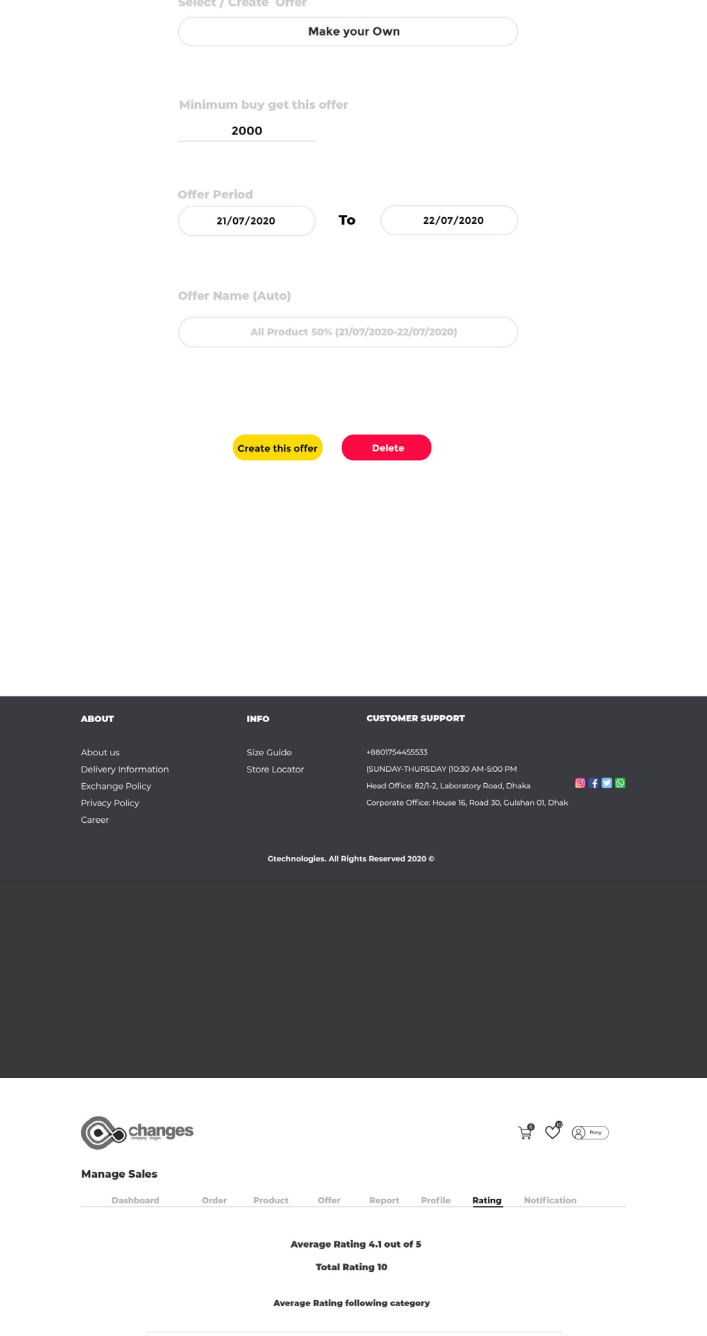 Select / Create Offer
Make your Own
Minimum buy get this offer
2000
Offer Period
21/07/2020 To 22/07/2020
Offer Name (Auto)
All Product 50% (21/07/2020-22/07/2020)
Create this offer Delete
ABOUT
About us
Delivery Information
Exchange Policy
Privacy Policy
Career
INFO
Size Guide
Store Locator
CUSTOMER SUPPORT
+8801754455533
(SUNDAY-THURSDAY (10:30 AM-5:00 PM
Head Office: 82/1-2, Laboratory Road, Dhaka
Corporate Office: House 16, Road 30, Gulshan 01, Dhak
Gtechnologies. All Rights Reserved 2020 ©
changes
company slogan
Rony
Manage Sales
Dashboard Order Product Offer Report Profile Rating Notification
Average Rating 4.1 out of 5
Total Rating 10
Average Rating following category